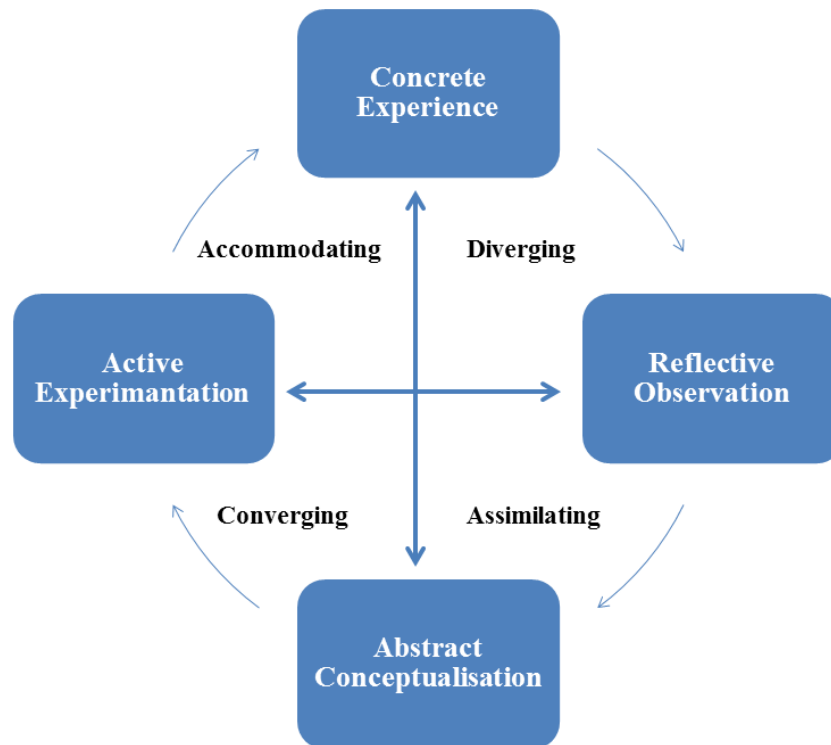 Concrete
Experience
Accommodating
Diverging
Active
Experimantation
Reflective
Observation
Converging
Assimilating
Abstract
Conceptualisation